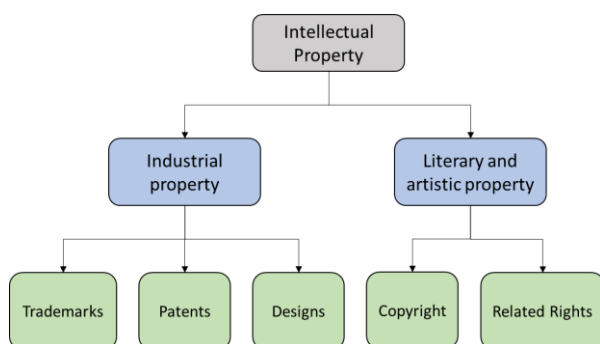 Intellectual
Property
Industrial
property
Literary and
artistic property
Trademarks
Patents
Designs
Copyright
Related Rights